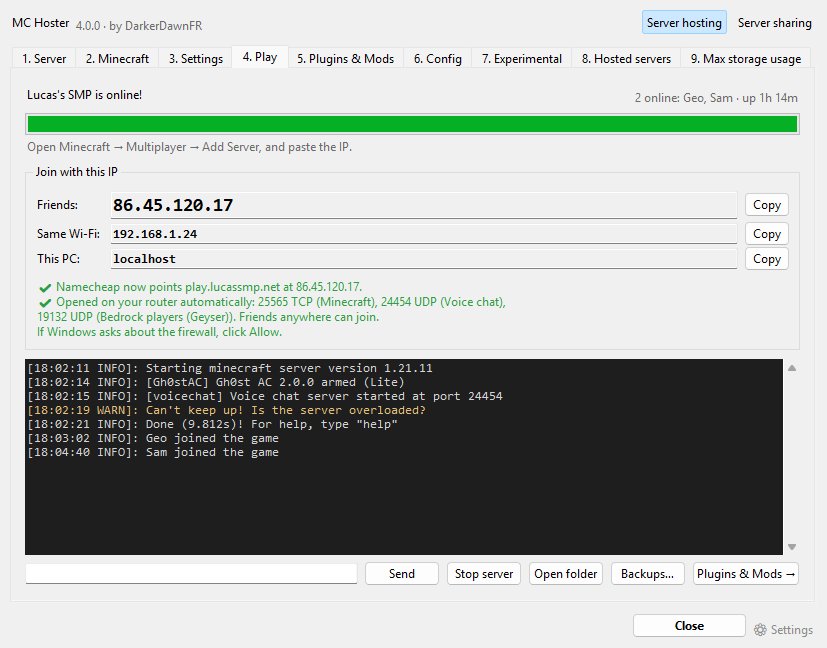 MC Hoster 4.0.0 · by DarkerDawnFR
Server hosting
Server sharing
1. Server
2. Minecraft
3. Settings
4. Play
5. Plugins & Mods
6. Config
7. Experimental
8. Hosted servers
9. Max storage usage
Lucas's SMP is online!
2 online: Geo, Sam · up 1h 14m
Open Minecraft → Multiplayer → Add Server, and paste the IP.
Join with this IP
Friends: 86.45.120.17 Copy
Same Wi-Fi: 192.168.1.24 Copy
This PC: localhost Copy
✔ Namecheap now points play.lucassmp.net at 86.45.120.17.
✔ Opened on your router automatically: 25565 TCP (Minecraft), 24454 UDP (Voice chat),
19132 UDP (Bedrock players (Geyser)). Friends anywhere can join.
If Windows asks about the firewall, click Allow.
[18:02:11 INFO]: Starting minecraft server version 1.21.11
[18:02:14 INFO]: [Gh0stAC] Gh0st AC 2.0.0 armed (Lite)
[18:02:15 INFO]: [voicechat] Voice chat server started at port 24454
[18:02:19 WARN]: Can't keep up! Is the server overloaded?
[18:02:21 INFO]: Done (9.812s)! For help, type "help"
[18:03:02 INFO]: Geo joined the game
[18:04:40 INFO]: Sam joined the game
Send
Stop server
Open folder
Backups...
Plugins & Mods →
Close
Settings